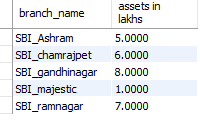 branch_name assets in lakhs
SBI_Ashram 5.0000
SBI_chamrajpet 6.0000
SBI_gandhinagar 8.0000
SBI_majestic 1.0000
SBI_ramnagar 7.0000